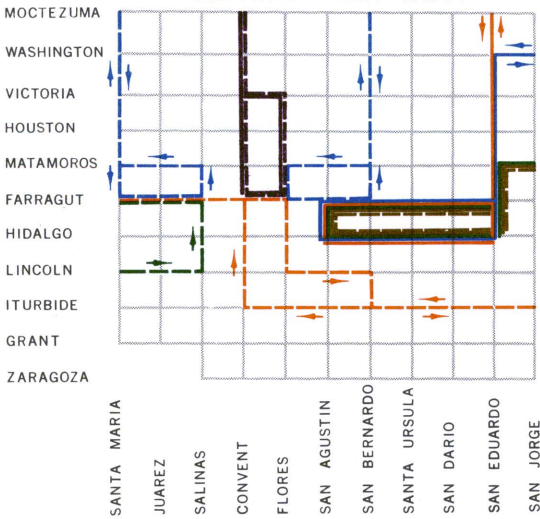 MOCTEZUMA
WASHINGTON
VICTORIA
HOUSTON
MATAMOROS
FARRAGUT
HIDALGO
LINCOLN
ITURBIDE
GRANT
ZARAGOZA
SANTA MARIA
JUAREZ
SALINAS
CONVENT
FLORES
SAN AGUSTIN
SAN BERNARDO
SANTA URSULA
SAN DARIO
SAN EDUARDO
SAN JORGE